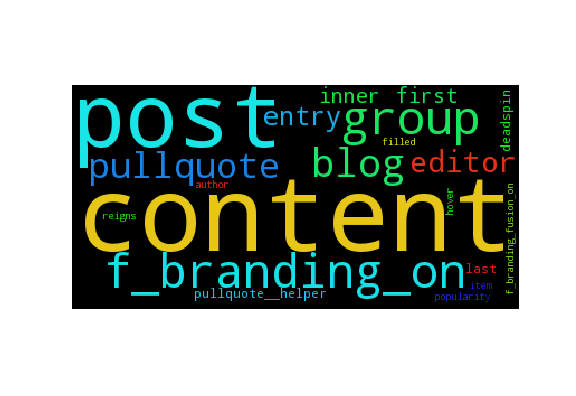 post
inner first
entry
group
deadspin
filled
blog
editor
pullquote
author
content
reigns
hover
f_branding_fusion_on
f_branding_on
last
item
pullquote__helper
popularity